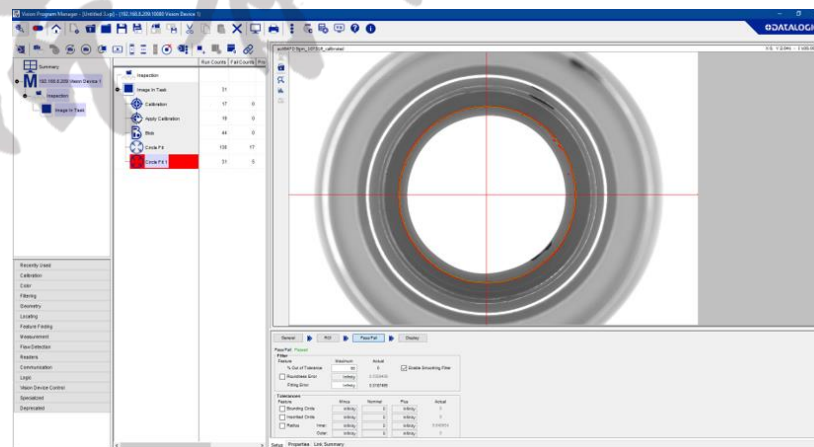 Vision Program Manager - [Untitled 3.vp] - (192.168.0.209:10000 Vision Device 1)
DATALOGIC
Run Counts Fail Counts
Summary
192.168.0.209 Vision Device 1
Inspection
Image In Task
Inspection
Image In Task 31
Calibration 17 0
Apply Calibration 0
Blob 44 0
Circle Fit 17
Circle Fit 1 31 5
Recently Used
Calibration
Color
Filtering
Geometry
Locating
Feature Finding
Measurement
Flaw Detection
Readers
Communication
Logic
Vision Device Control
Specialized
Deprecated
General ROI Pass/Fail Display
Pass/Fail Passed
Filter
Feature Maximum Actual
% Out of Tolerance 0 Enable Smoothing Filter
Roundness Error Infinity
Fitting Error Infinity
Tolerances
Feature Minus Nominal Plus Actual
Bounding Circle Infinity 0 Infinity 0
Inscribed Circle Infinity 0 Infinity 0
Radius Inner Infinity 0 Infinity
Outer Infinity 0 Infinity 0
Setup Properties Link Summary